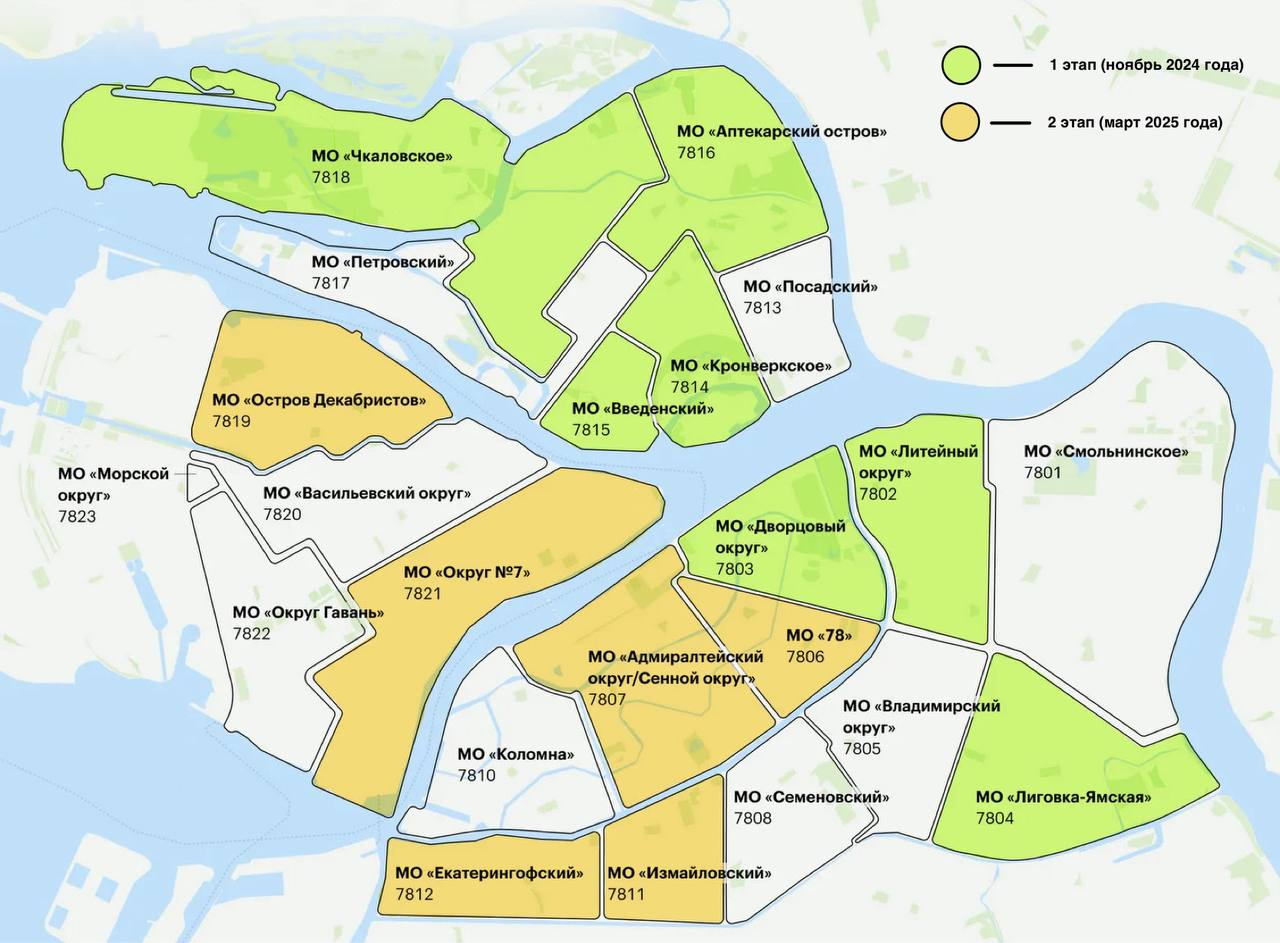 1 этап (ноябрь 2024 года)
2 этап (март 2025 года)
МО «Аптекарский остров»
7816
МО «Чкаловское»
7818
МО «Петровский»
7817
МО «Посадский»
7813
МО «Кронверкское»
7814
МО «Введенский»
7815
МО «Остров Декабристов»
7819
МО «Литейный
округ»
7802
МО «Смольнинское»
7801
МО «Морской
округ»
7823
МО «Васильевский округ»
7820
МО «Дворцовый
округ»
7803
МО «Округ №7»
7821
МО «Округ Гавань»
7822
МО «78»
7806
МО «Адмиралтейский
округ/Сенной округ»
7807
МО «Владимирский
округ»
7805
МО «Коломна»
7810
МО «Семеновский»
7808
МО «Лиговка-Ямская»
7804
МО «Екатерингофский»
7812
МО «Измайловский»
7811